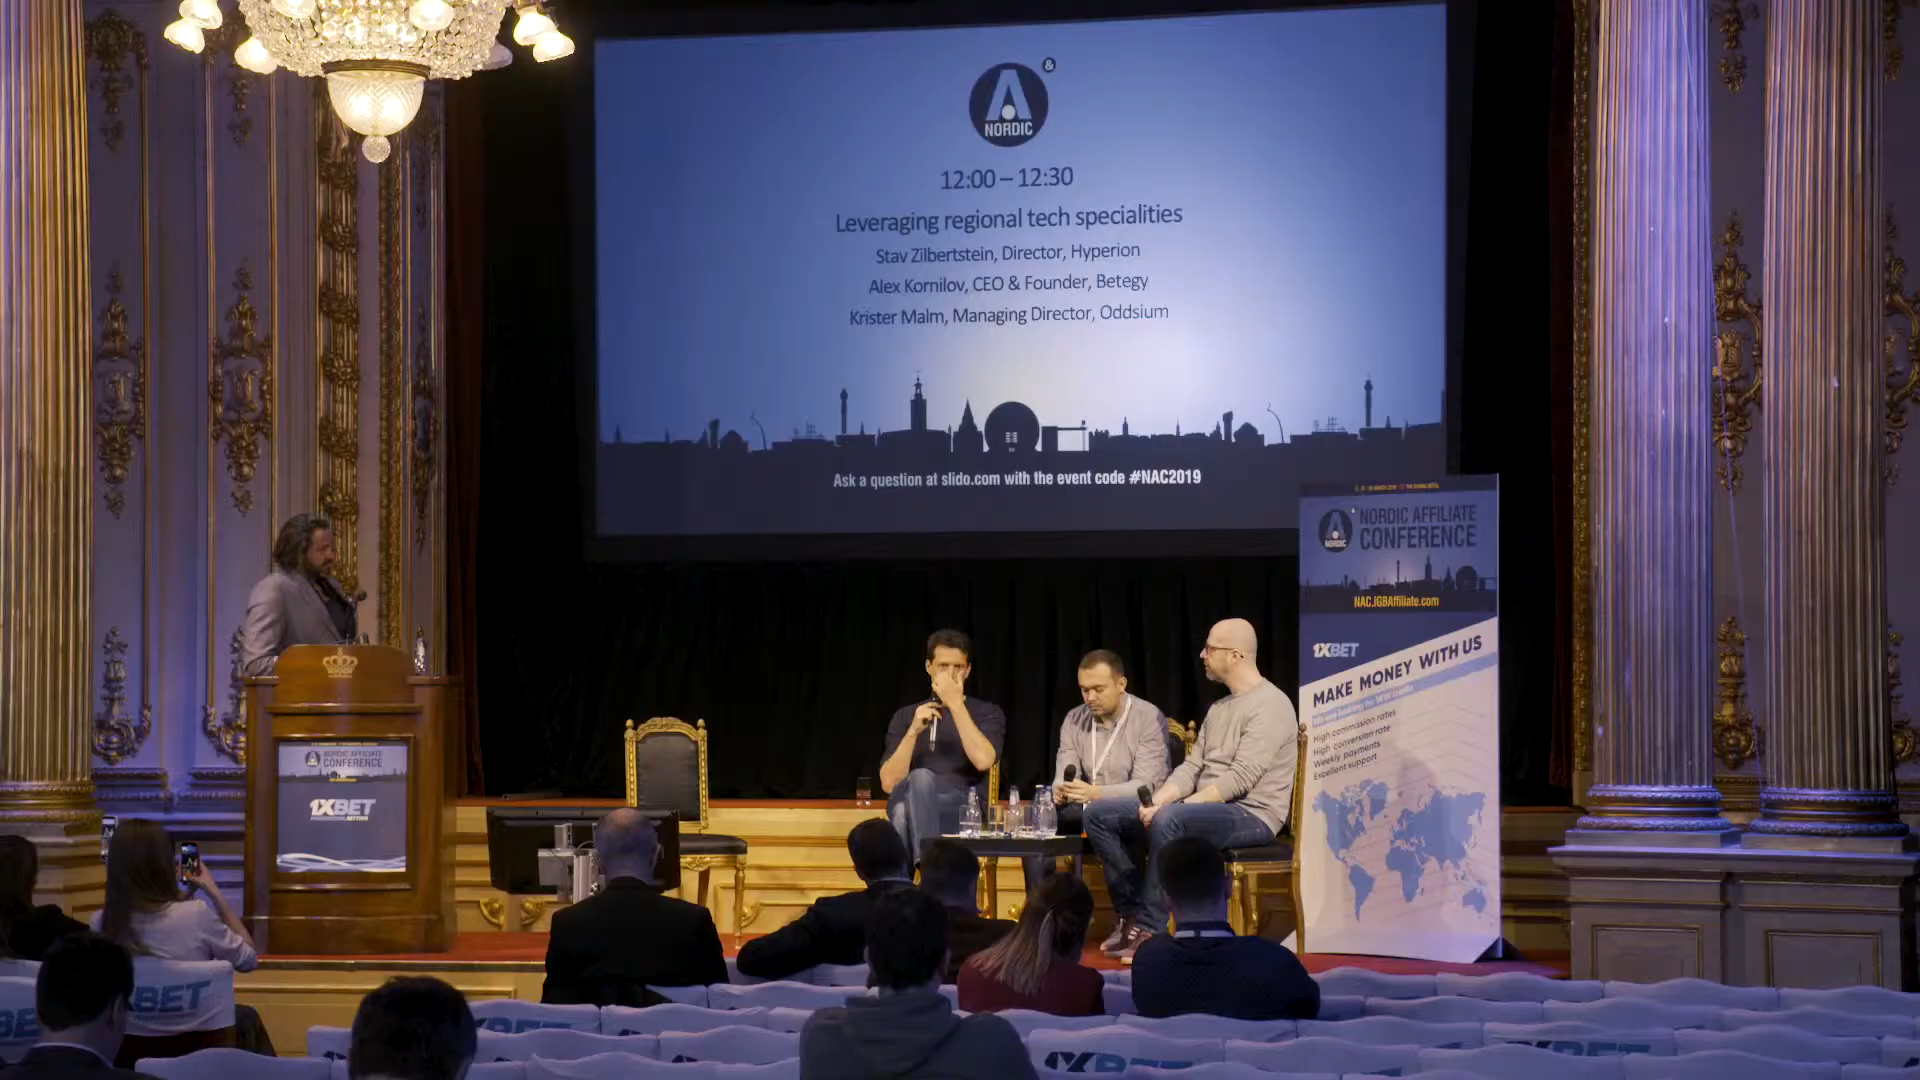 &
NORDIC
12:00 – 12:30
Leveraging regional tech specialities
Stav Zilbertstein, Director, Hyperion
Alex Kornilov, CEO & Founder, Betegy
Krister Malm, Managing Director, Oddsium
Ask a question at slido.com with the event code #NAC2019
NORDIC
NORDIC AFFILIATE
CONFERENCE
NAC.iGBAffiliate.com
1XBET
MAKE MONEY WITH US
High commission rates
High conversion rate
Weekly payments
Excellent support
NORDIC AFFILIATE
CONFERENCE
1XBET
BET
1XBET